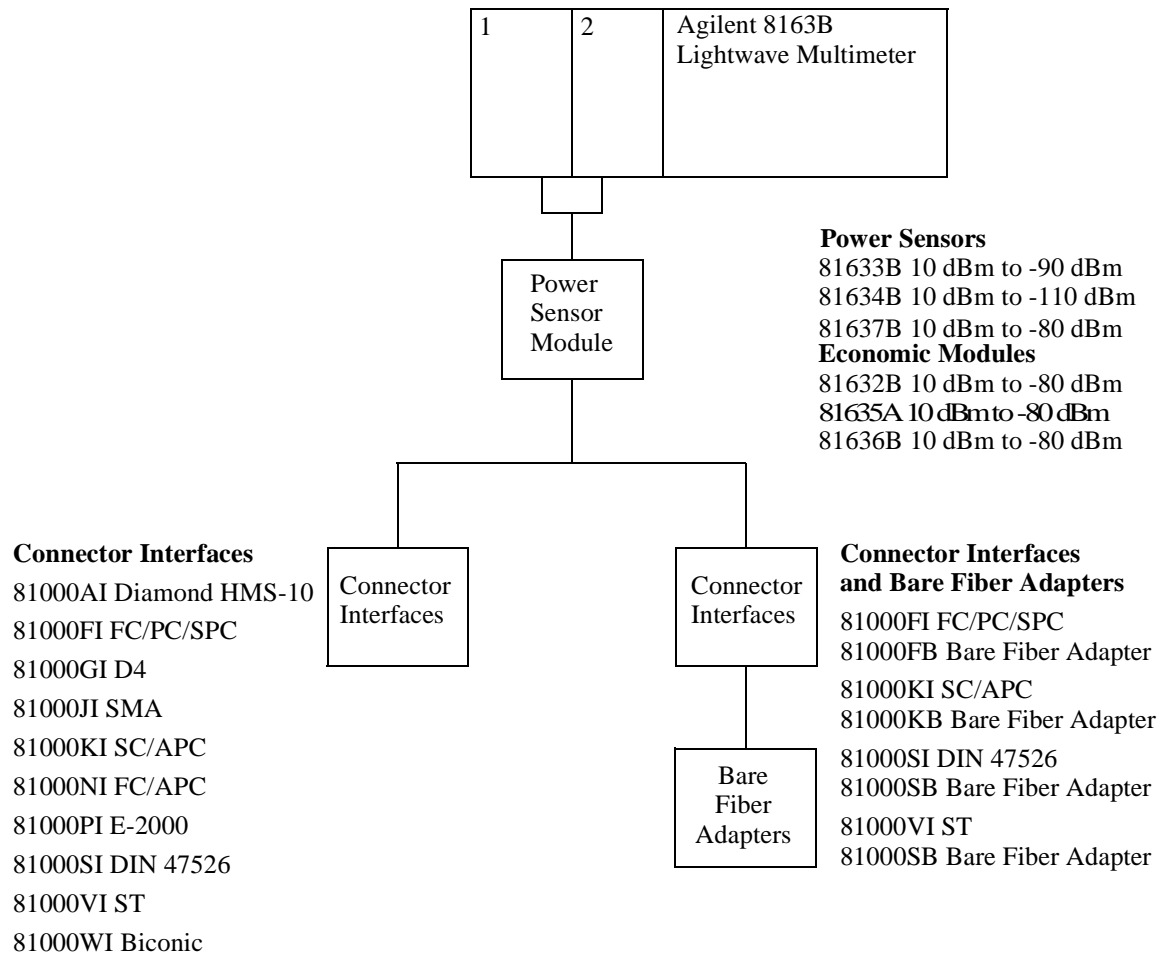 1
2
Agilent 8163B
Lightwave Multimeter
Power
Sensor
Module
Power Sensors
81633B 10 dBm to -90 dBm
81634B 10 dBm to -110 dBm
81637B 10 dBm to -80 dBm
Economic Modules
81632B 10 dBm to -80 dBm
81635A 10 dBm to -80 dBm
81636B 10 dBm to -80 dBm
Connector Interfaces
81000AI Diamond HMS-10
81000FI FC/PC/SPC
81000GI D4
81000JI SMA
81000KI SC/APC
81000NI FC/APC
81000PI E-2000
81000SI DIN 47526
81000VI ST
81000WI Biconic
Connector
Interfaces
Connector
Interfaces
Bare
Fiber
Adapters
Connector Interfaces
and Bare Fiber Adapters
81000FI FC/PC/SPC
81000FB Bare Fiber Adapter
81000KI SC/APC
81000KB Bare Fiber Adapter
81000SI DIN 47526
81000SB Bare Fiber Adapter
81000VI ST
81000SB Bare Fiber Adapter